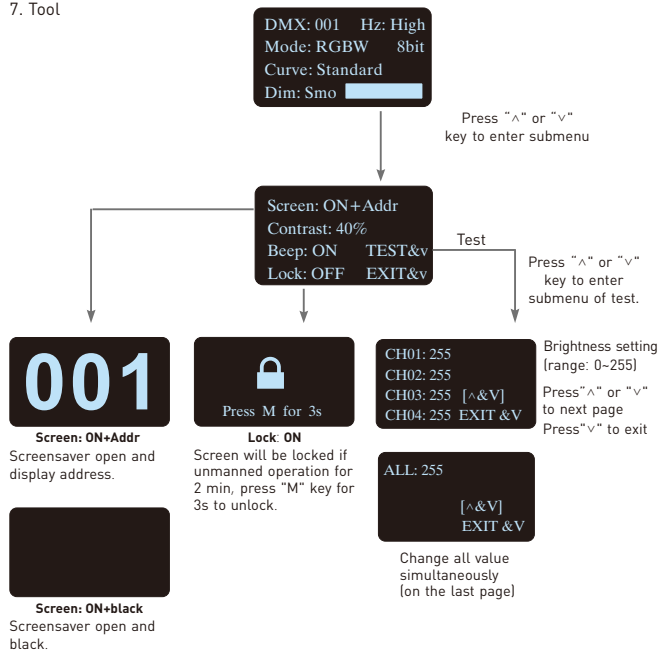 7. Tool
DMX: 001 Hz: High
Mode: RGBW 8bit
Curve: Standard
Dim: Smo
Press "^" or "v"
key to enter submenu
Screen: ON+Addr
Contrast: 40%
Beep: ON TEST&v
Lock: OFF EXIT&v
Test
Press "^" or "v"
key to enter
submenu of test.
001
Screen: ON+Addr
Screensaver open and
display address.
Press M for 3s
Lock: ON
Screen will be locked if
unmanned operation for
2 min, press "M" key for
3s to unlock.
CH01: 255
CH02: 255
CH03: 255 [^&V]
CH04: 255 EXIT &V
Brightness setting
(range: 0~255)
Press"^" or "v"
to next page
Press"v" to exit
ALL: 255
[^&V]
EXIT &V
Change all value
simultaneously
(on the last page)
Screen: ON+black
Screensaver open and
black.